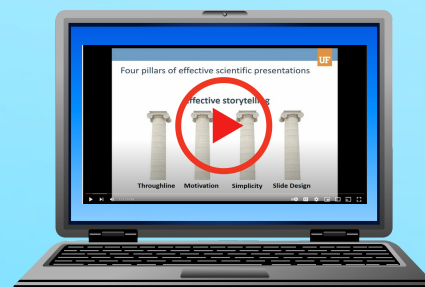 UF
Four pillars of effective scientific presentations
Effective storytelling
Throughline Motivation Simplicity Slide Design